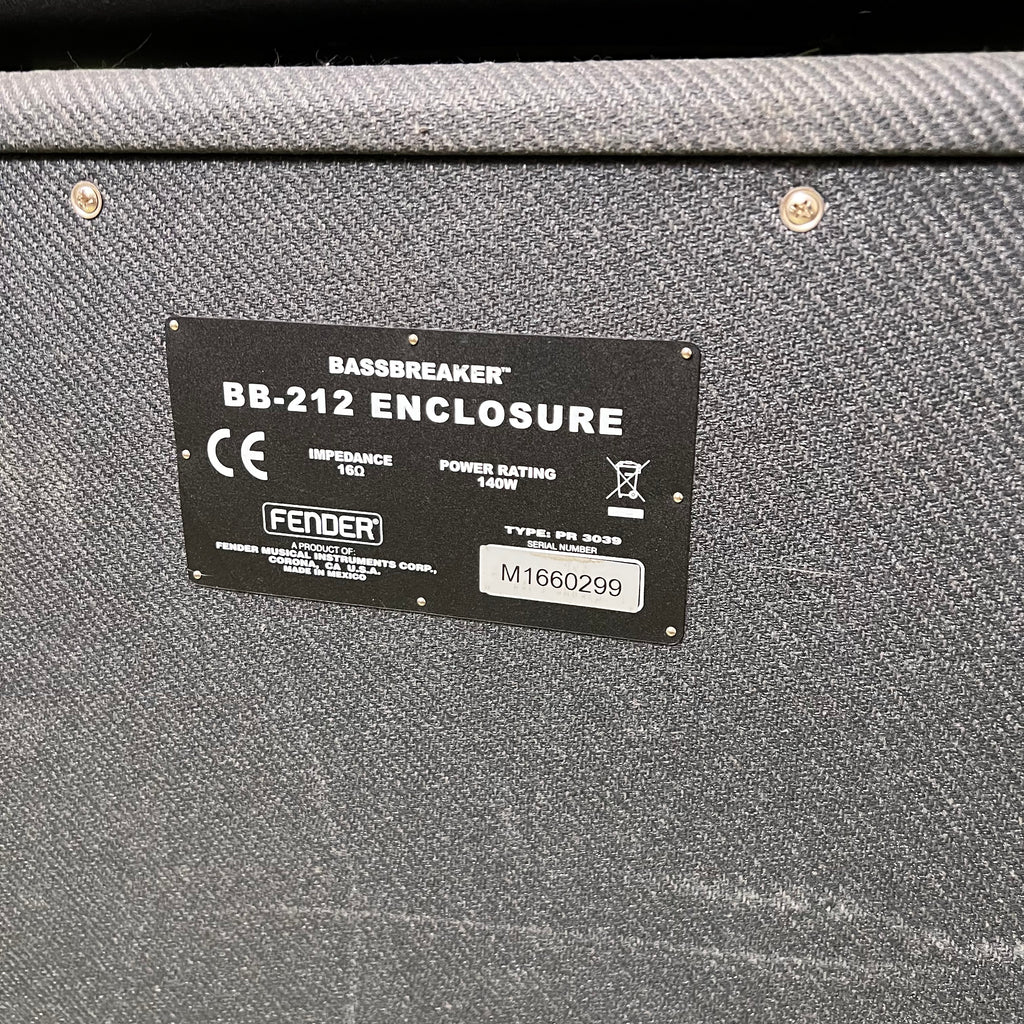 BASSBREAKER™
BB-212 ENCLOSURE
CE
IMPEDANCE
16Ω
POWER RATING
140W
FENDER®
A PRODUCT OF:
FENDER MUSICAL INSTRUMENTS CORP.,
CORONA, CA U.S.A.
MADE IN MEXICO
TYPE: PR 3039
SERIAL NUMBER
M1660299